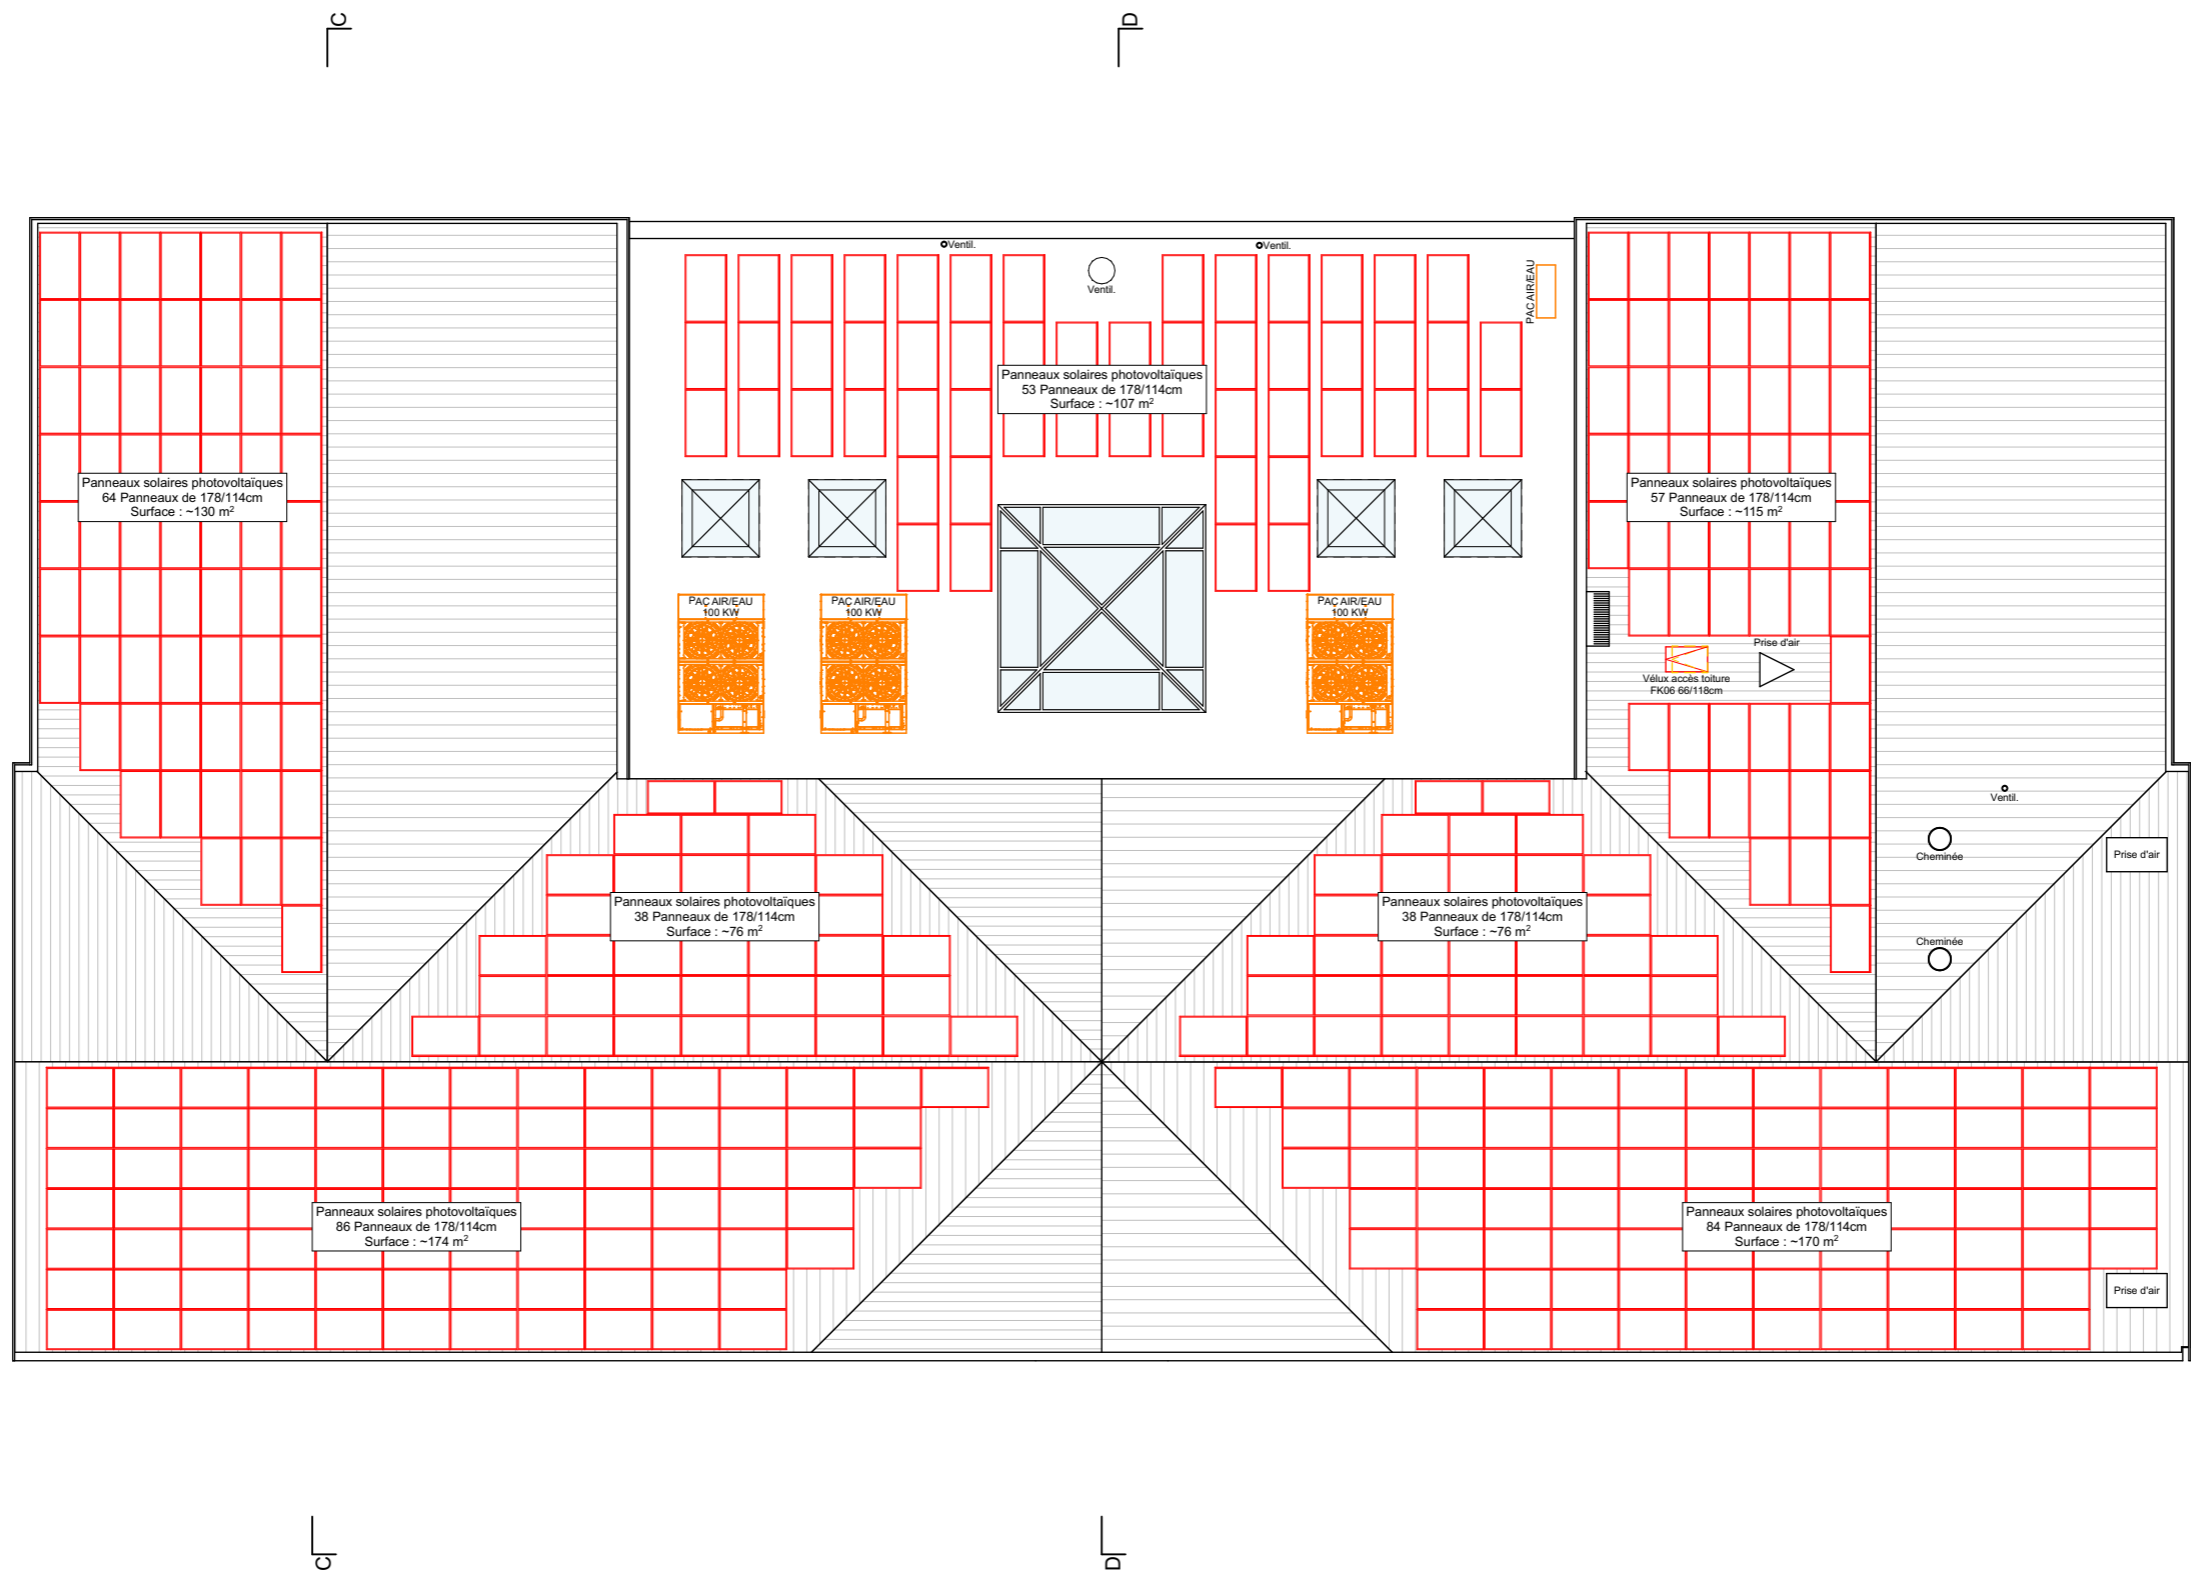 C
D
Ventil.
Ventil.
Ventil.
PAC AIR/EAU
Panneaux solaires photovoltaïques
53 Panneaux de 178/114cm
Surface : ~107 m²
Panneaux solaires photovoltaïques
64 Panneaux de 178/114cm
Surface : ~130 m²
Panneaux solaires photovoltaïques
57 Panneaux de 178/114cm
Surface : ~115 m²
PAC AIR/EAU
100 KW
PAC AIR/EAU
100 KW
PAC AIR/EAU
100 KW
Prise d'air
Vélux accès toiture
FK06 66/118cm
Ventil.
Cheminée
Prise d'air
Panneaux solaires photovoltaïques
38 Panneaux de 178/114cm
Surface : ~76 m²
Panneaux solaires photovoltaïques
38 Panneaux de 178/114cm
Surface : ~76 m²
Cheminée
Panneaux solaires photovoltaïques
86 Panneaux de 178/114cm
Surface : ~174 m²
Panneaux solaires photovoltaïques
84 Panneaux de 178/114cm
Surface : ~170 m²
Prise d'air
C
D